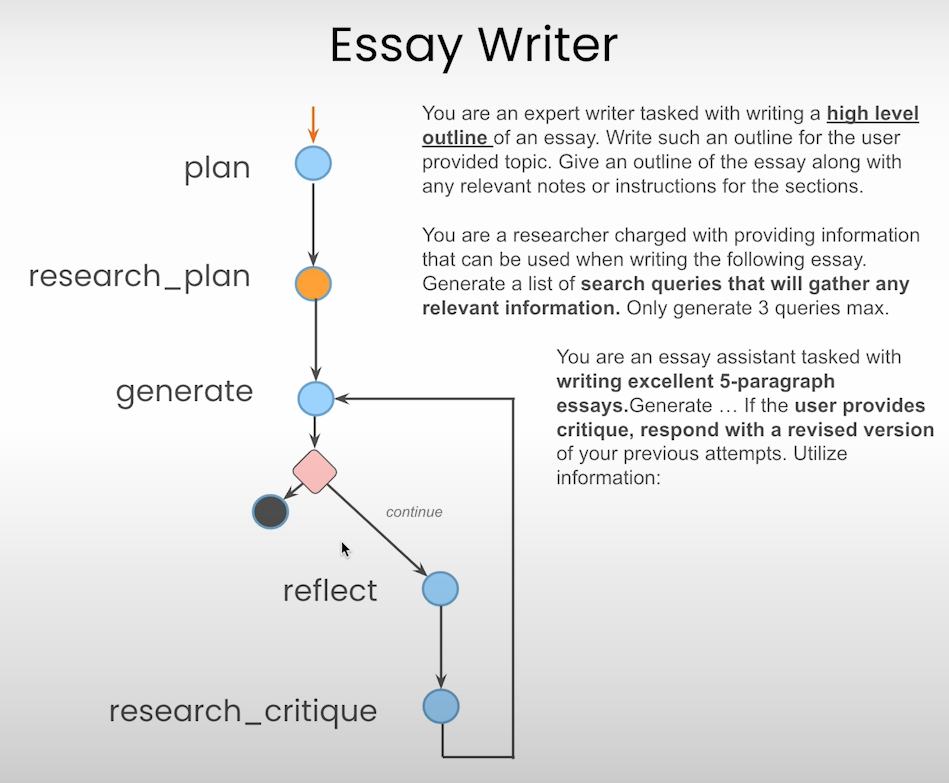 Essay Writer
plan
You are an expert writer tasked with writing a high level
outline of an essay. Write such an outline for the user
provided topic. Give an outline of the essay along with
any relevant notes or instructions for the sections.
research_plan
You are a researcher charged with providing information
that can be used when writing the following essay.
Generate a list of search queries that will gather any
relevant information. Only generate 3 queries max.
generate
You are an essay assistant tasked with
writing excellent 5-paragraph
essays.Generate … If the user provides
critique, respond with a revised version
of your previous attempts. Utilize
information:
continue
reflect
research_critique